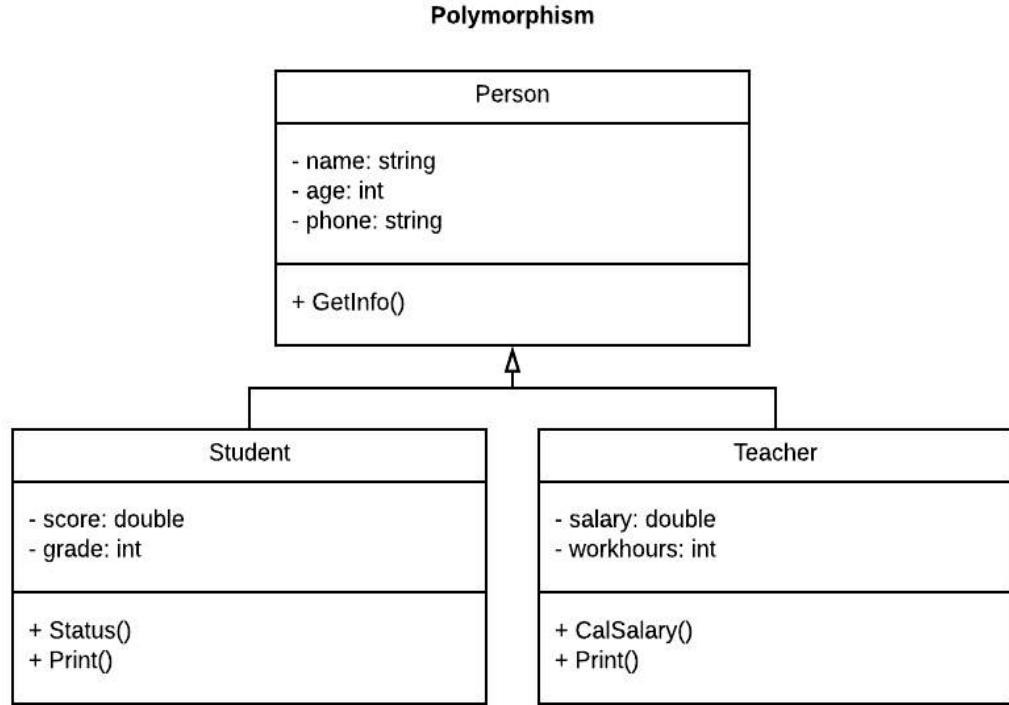 Polymorphism
Person
- name: string
- age: int
- phone: string
+ GetInfo()
Student
- score: double
- grade: int
+ Status()
+ Print()
Teacher
- salary: double
- workhours: int
+ CalSalary()
+ Print()